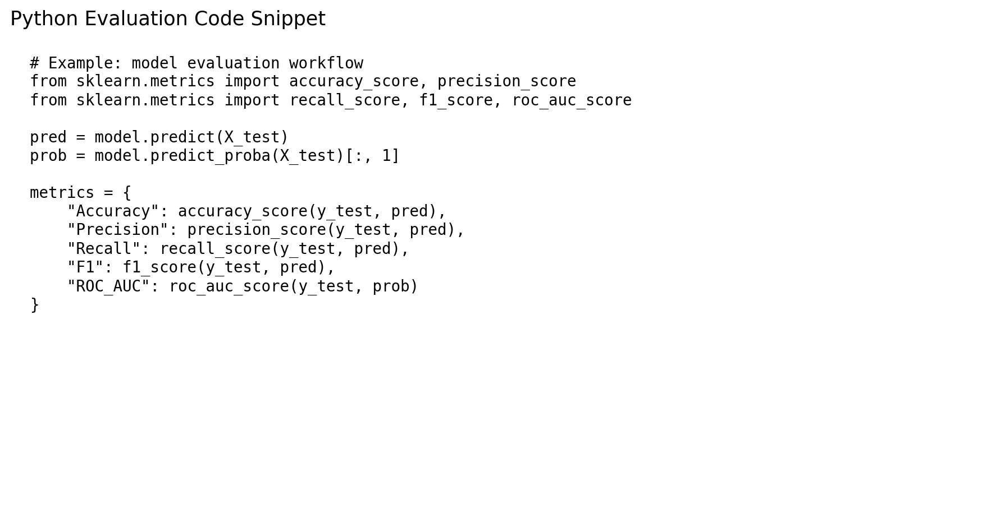 Python Evaluation Code Snippet
# Example: model evaluation workflow
from sklearn.metrics import accuracy_score, precision_score
from sklearn.metrics import recall_score, f1_score, roc_auc_score
pred = model.predict(X_test)
prob = model.predict_proba(X_test)[:, 1]
metrics = {
    "Accuracy": accuracy_score(y_test, pred),
    "Precision": precision_score(y_test, pred),
    "Recall": recall_score(y_test, pred),
    "F1": f1_score(y_test, pred),
    "ROC_AUC": roc_auc_score(y_test, prob)
}